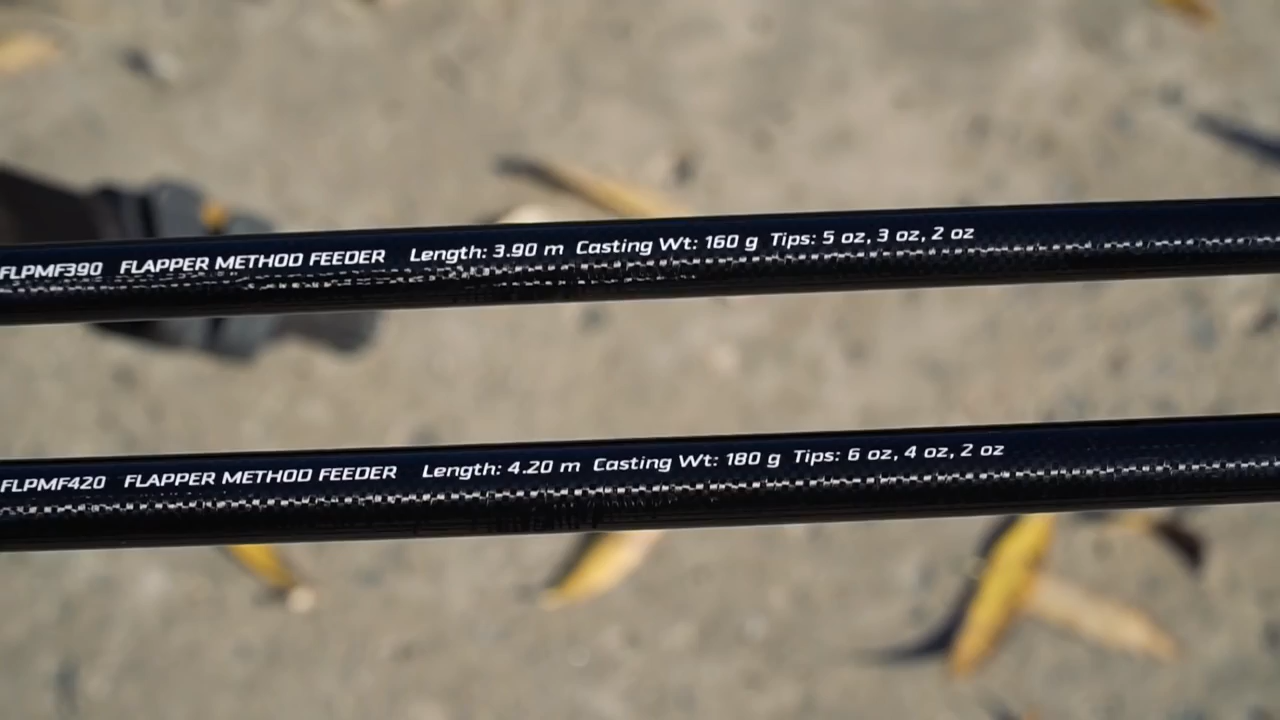 FLPMF390 FLAPPER METHOD FEEDER Length: 3.90 m Casting Wt: 160 g Tips: 5 oz, 3 oz, 2 oz
FLPMF420 FLAPPER METHOD FEEDER Length: 4.20 m Casting Wt: 180 g Tips: 6 oz, 4 oz, 2 oz